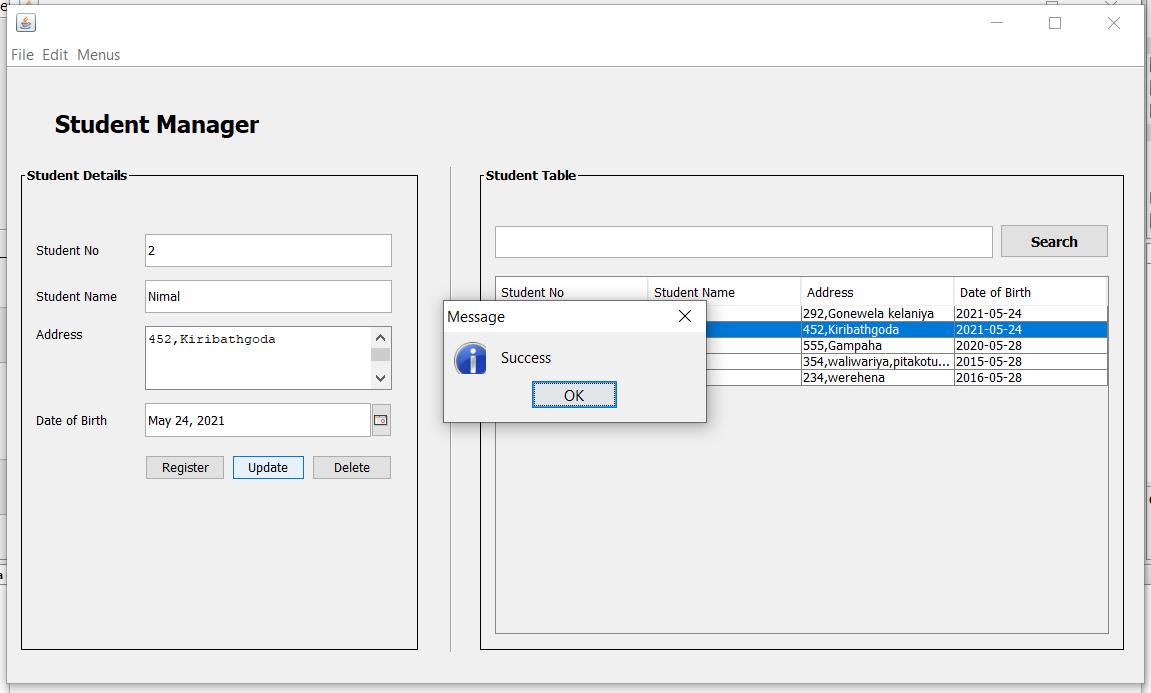 File Edit Menus
Student Manager
Student Details
Student No
2
Student Name
Nimal
Address
452,Kiribathgoda
Date of Birth
May 24, 2021
Register Update Delete
Student Table
Search
Student No Student Name Address Date of Birth
292,Gonewela kelaniya 2021-05-24
452,Kiribathgoda 2021-05-24
555,Gampaha 2020-05-28
354,waliwariya,pitakotu... 2015-05-28
234,werehena 2016-05-28
Message
Success
OK